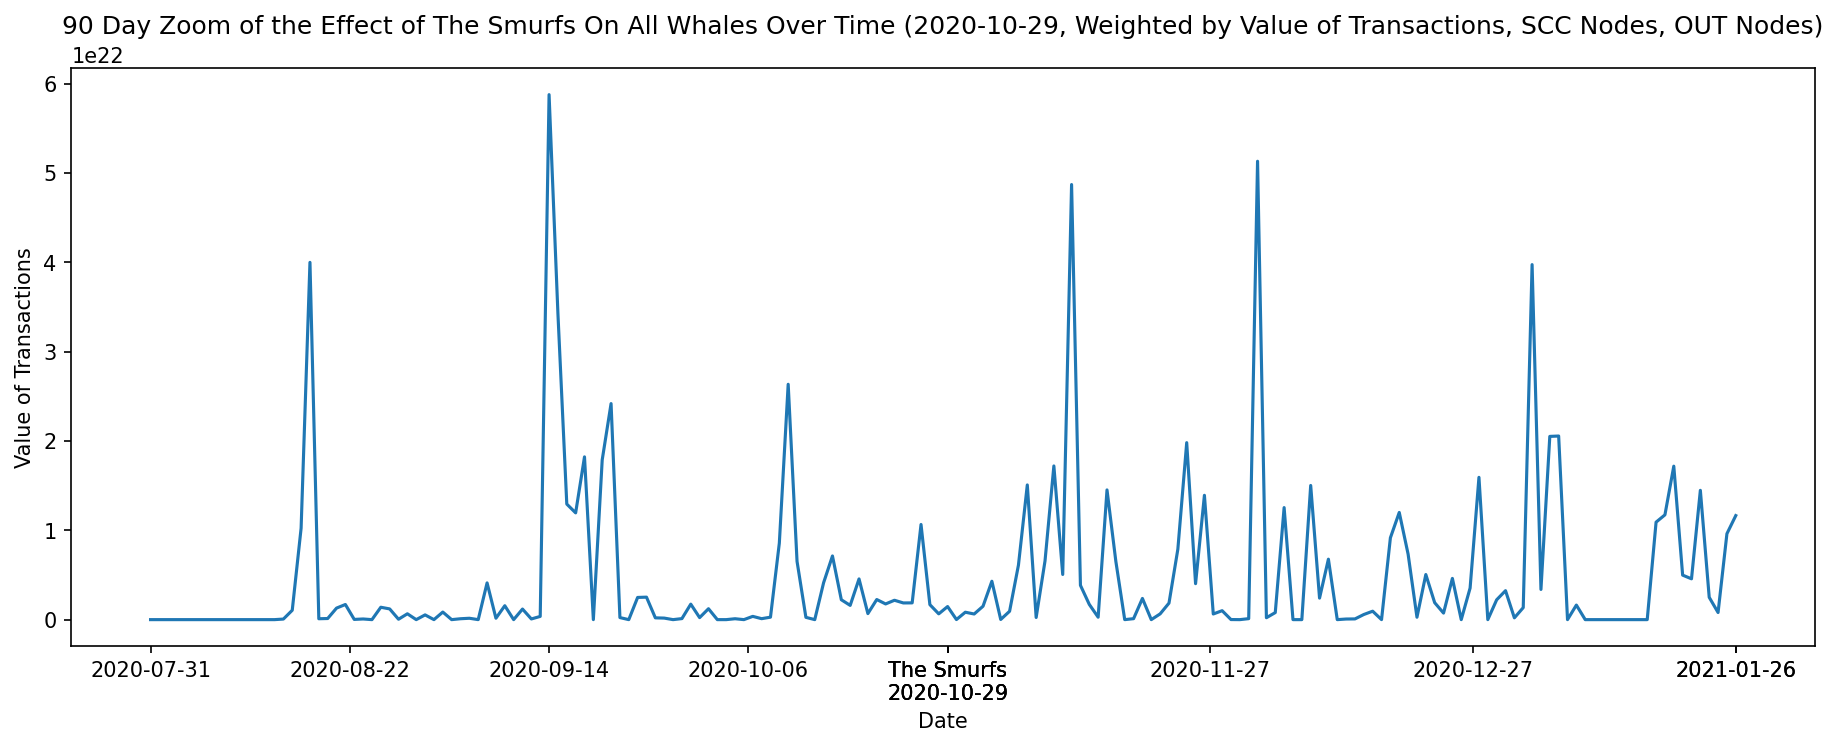 90 Day Zoom of the Effect of The Smurfs On All Whales Over Time (2020-10-29, Weighted by Value of Transactions, SCC Nodes, OUT Nodes)
1e22
6
5
4
3
2
1
0
Value of Transactions
2020-07-31 2020-08-22 2020-09-14 2020-10-06 The Smurfs 2020-11-27 2020-12-27 2021-01-26
2020-10-29
Date